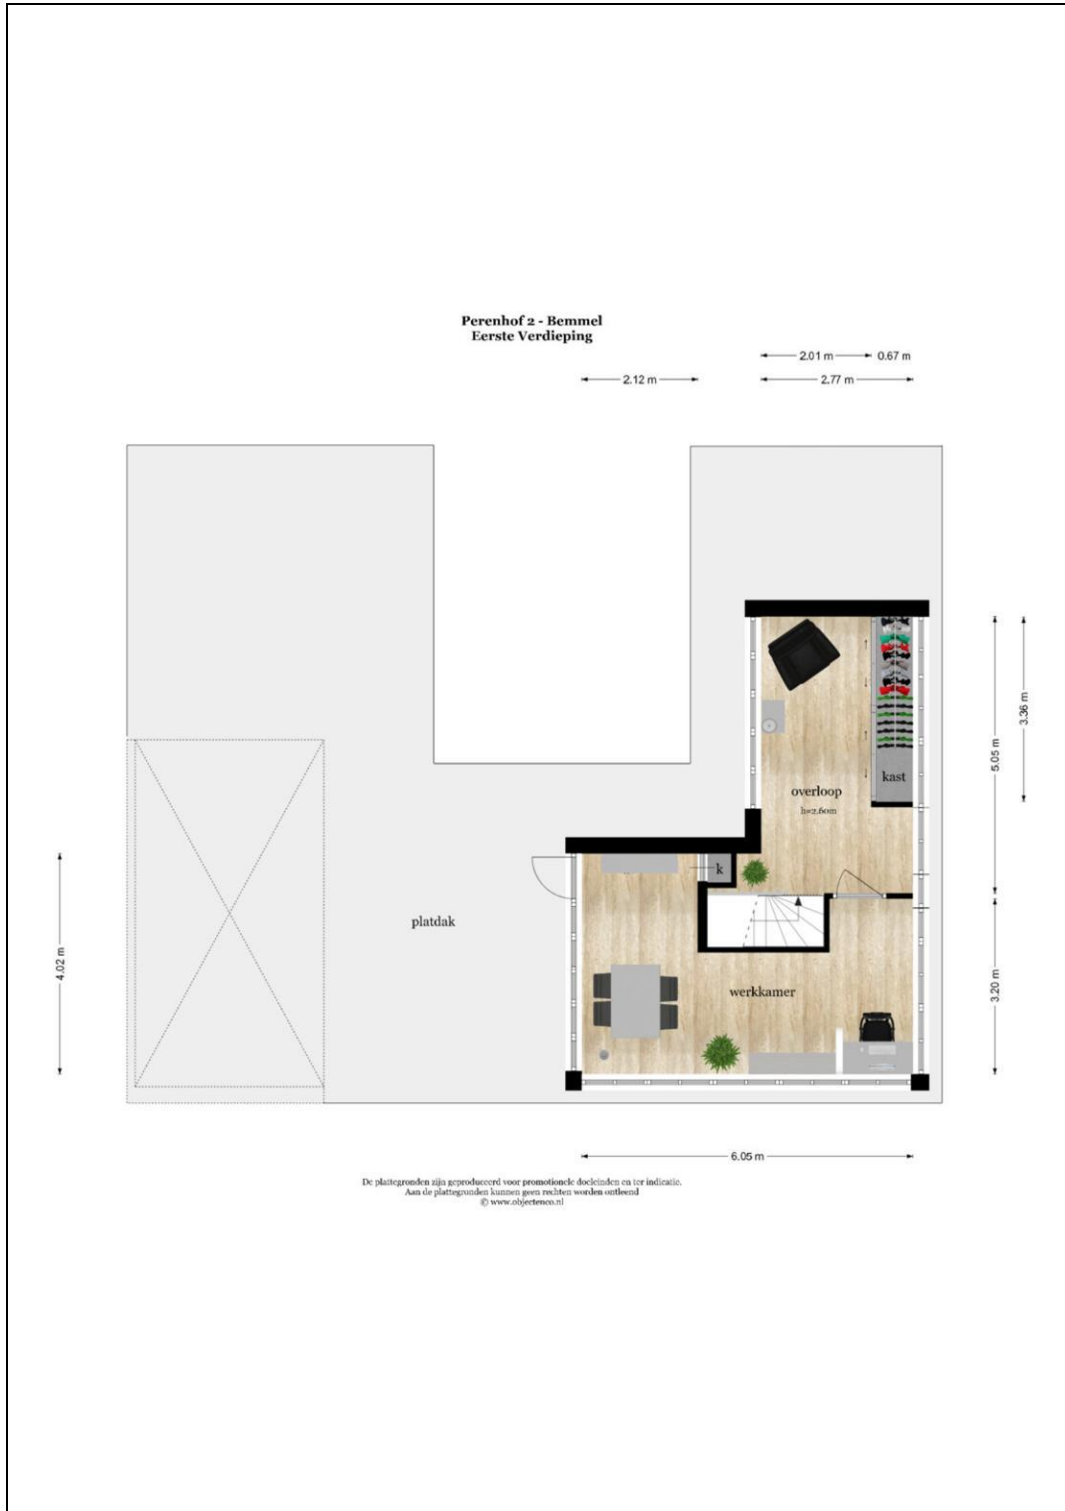 Perenhof 2 - Bemmel
Eerste Verdieping
2.01 m
0.67 m
2.12 m
2.77 m
3.36 m
5.05 m
kast
overloop
h=2.60m
k
platdak
4.02 m
werkkamer
3.20 m
6.05 m
De plattegronden zijn geproduceerd voor promotionele doeleinden en ter indicatie.
Aan de plattegronden kunnen geen rechten worden ontleend
© www.objectenco.nl